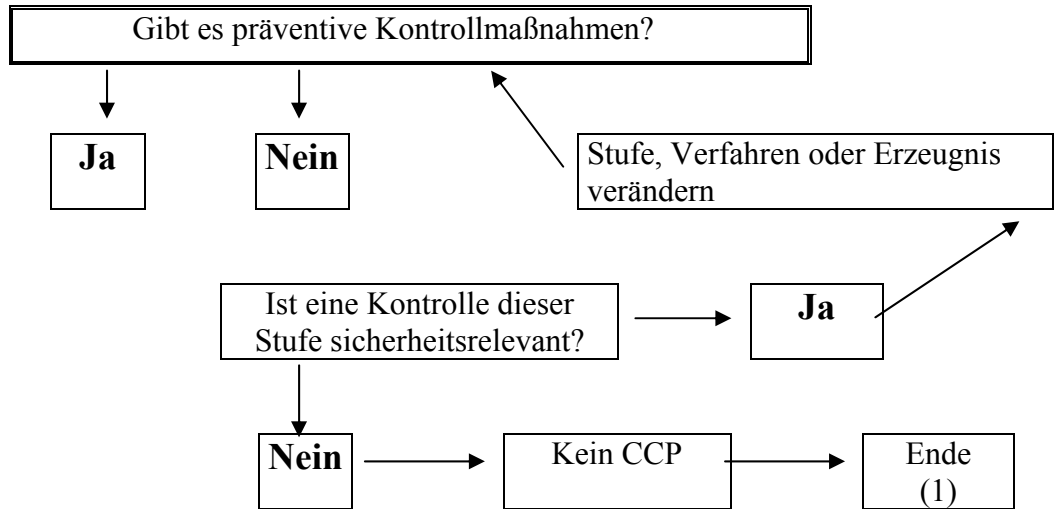 Gibt es präventive Kontrollmaßnahmen?
Ja
Nein
Stufe, Verfahren oder Erzeugnis
verändern
Ist eine Kontrolle dieser
Stufe sicherheitsrelevant?
Ja
Nein
Kein CCP
Ende
(1)